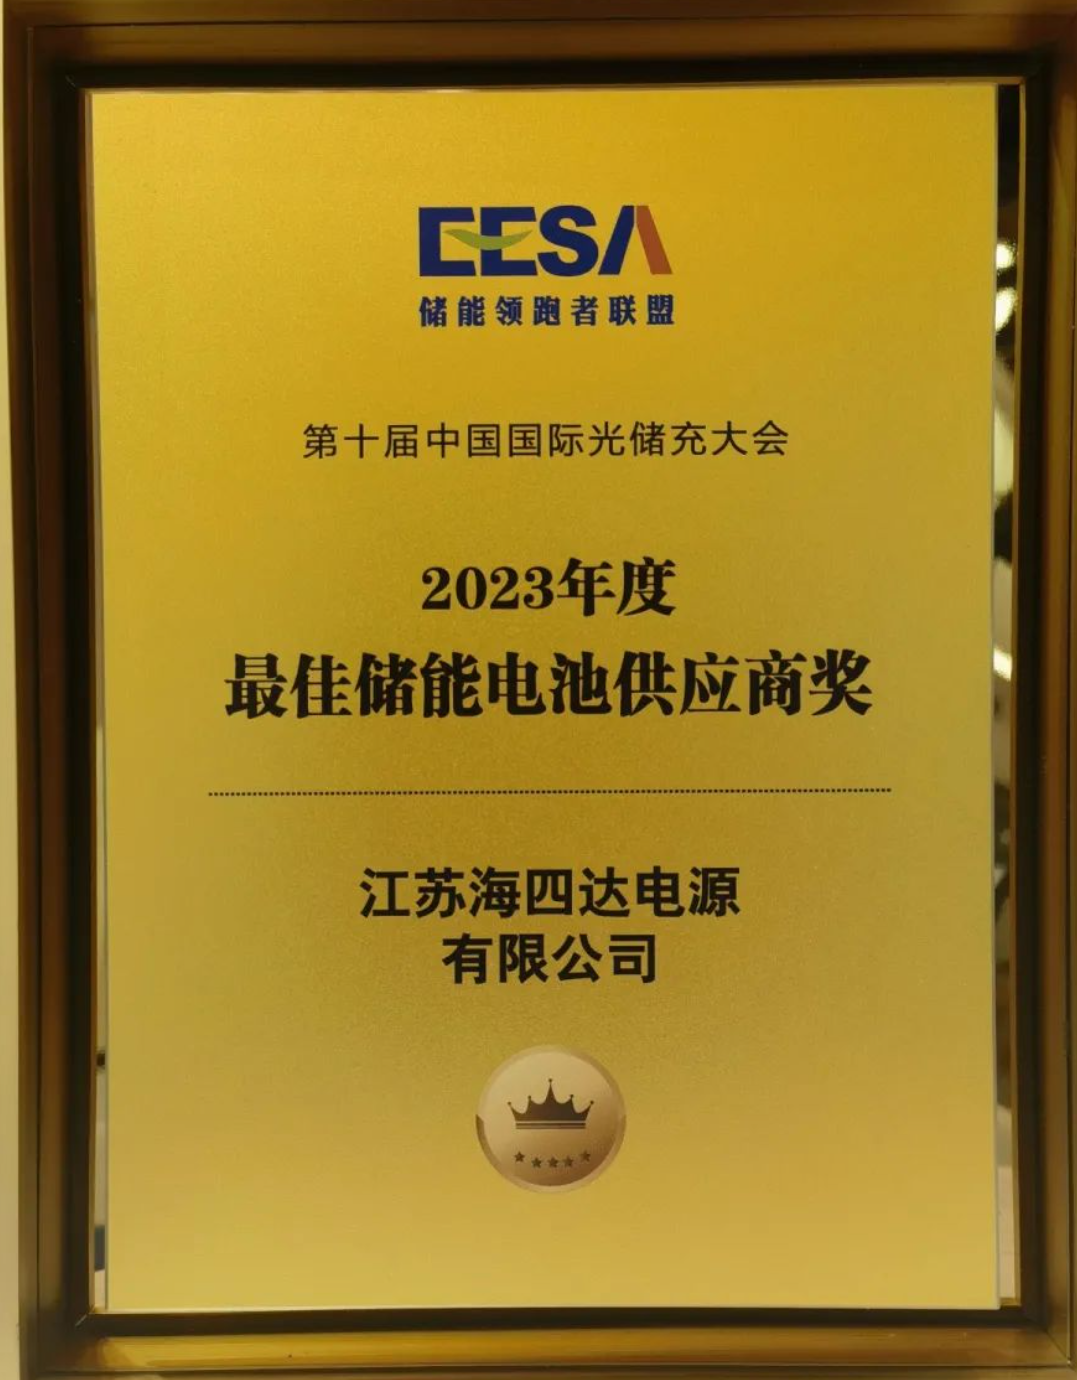 EESA
储能领跑者联盟
第十届中国国际光储充大会
2023年度
最佳储能电池供应商奖
江苏海四达电源
有限公司